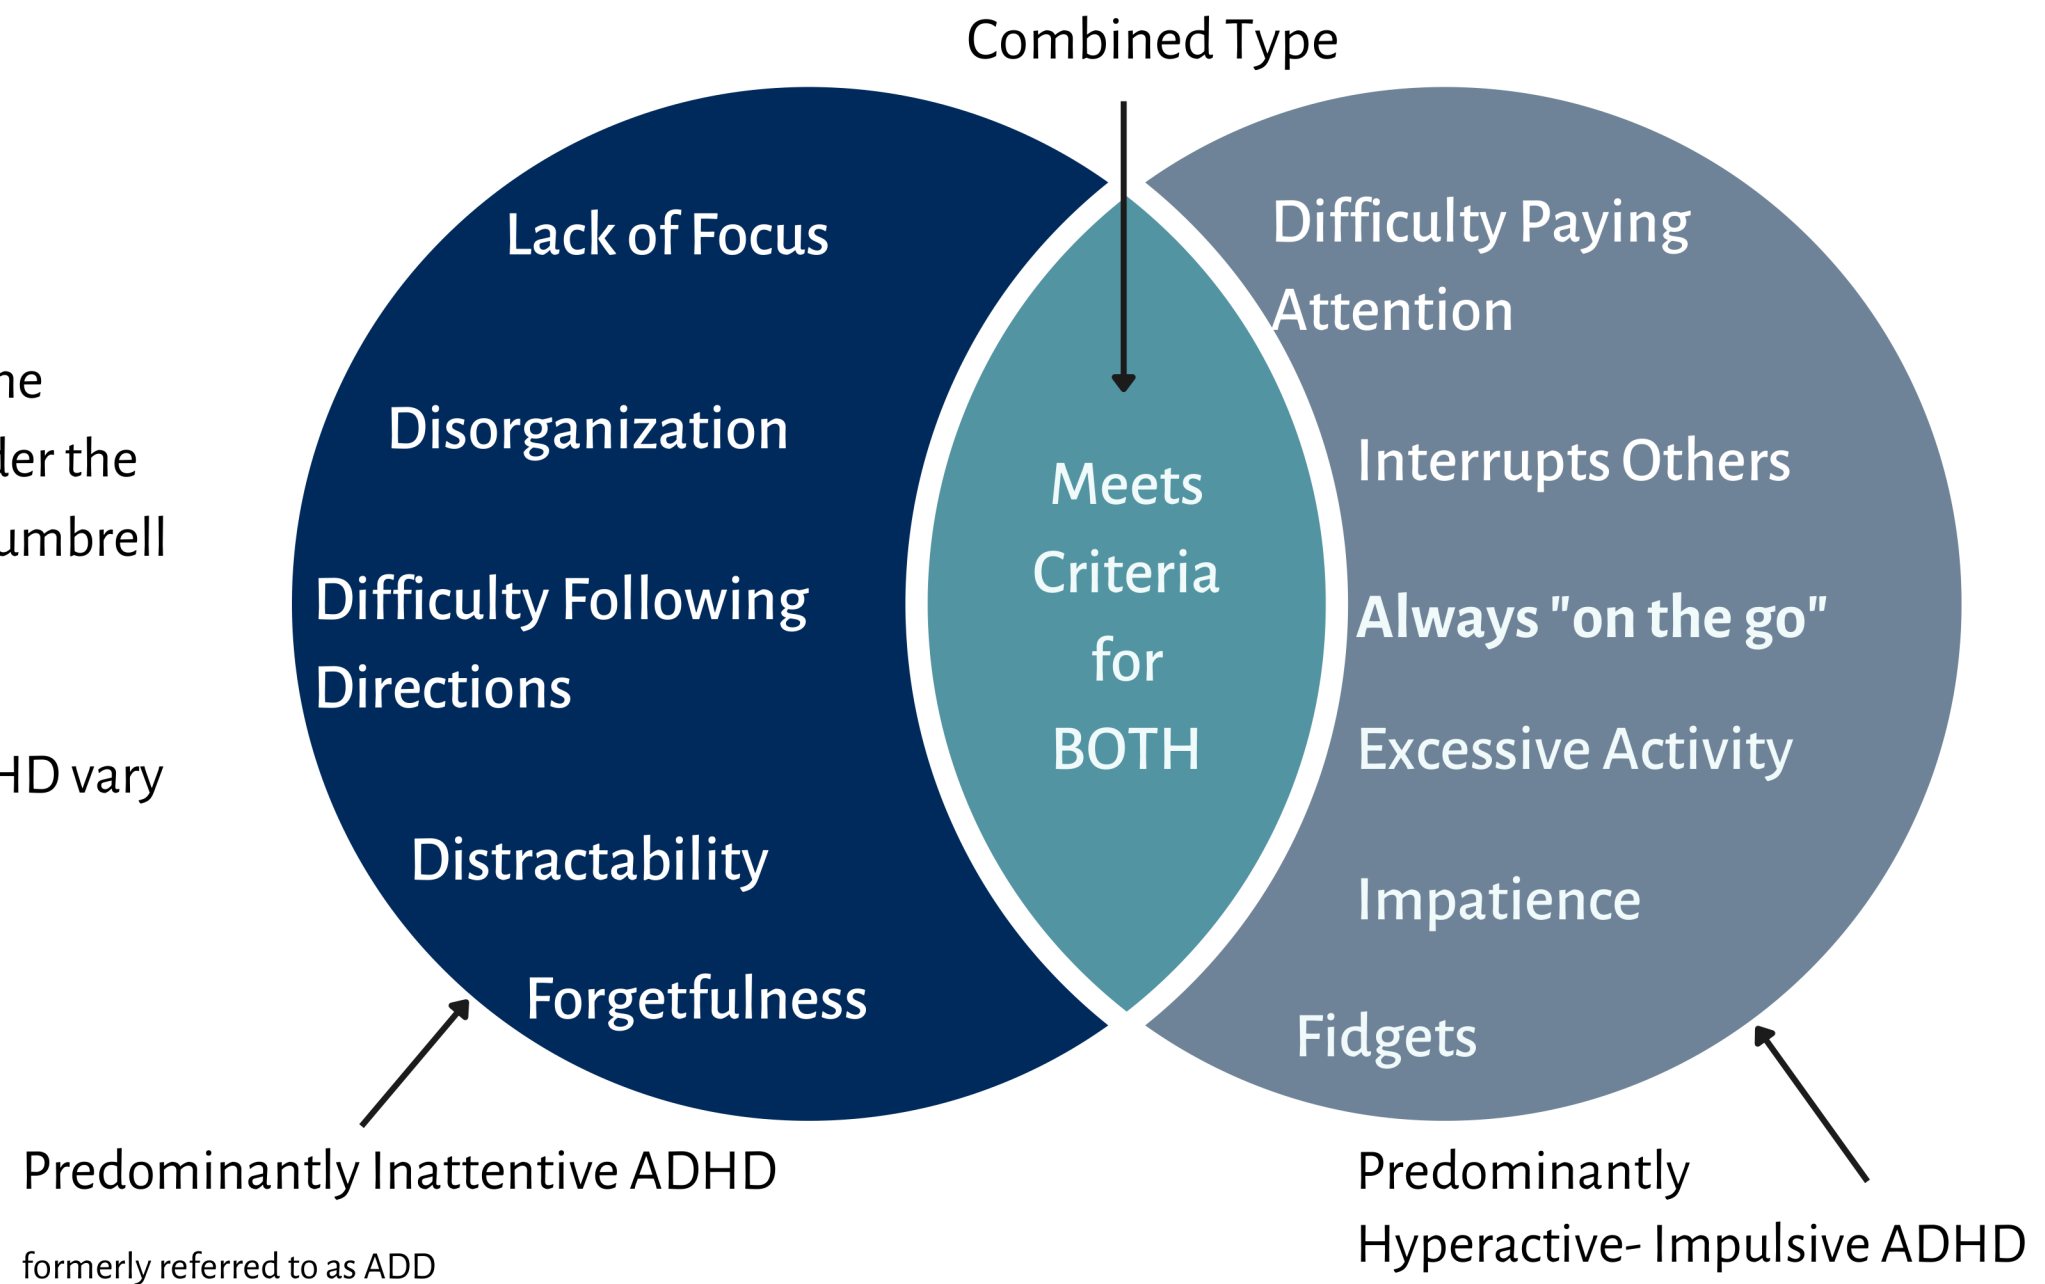 Combined Type
ne
der the
umbrell
HD vary
Lack of Focus
Disorganization
Difficulty Following
Directions
Distractability
Forgetfulness
Meets
Criteria
for
BOTH
Difficulty Paying
Attention
Interrupts Others
Always "on the go"
Excessive Activity
Impatience
Fidgets
Predominantly Inattentive ADHD
formerly referred to as ADD
Predominantly
Hyperactive- Impulsive ADHD